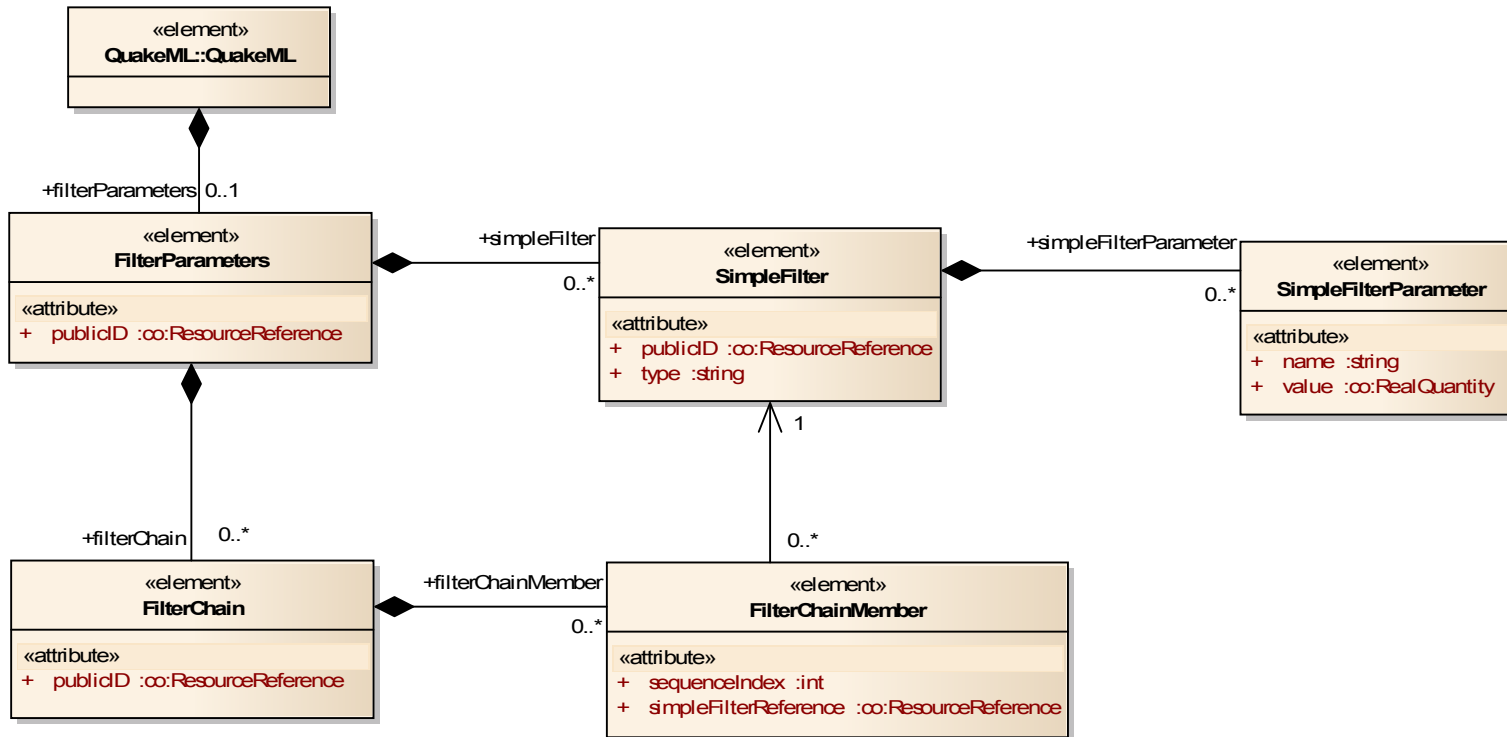 «element»
QuakeML::QuakeML
+filterParameters 0..1
«element»
FilterParameters
«attribute»
+ publicID :co:ResourceReference
+simpleFilter
0..*
«element»
SimpleFilter
«attribute»
+ publicID :co:ResourceReference
+ type :string
+simpleFilterParameter
0..*
«element»
SimpleFilterParameter
«attribute»
+ name :string
+ value :co:RealQuantity
1
0..*
+filterChain 0..*
«element»
FilterChain
«attribute»
+ publicID :co:ResourceReference
+filterChainMember
0..*
«element»
FilterChainMember
«attribute»
+ sequenceIndex :int
+ simpleFilterReference :co:ResourceReference